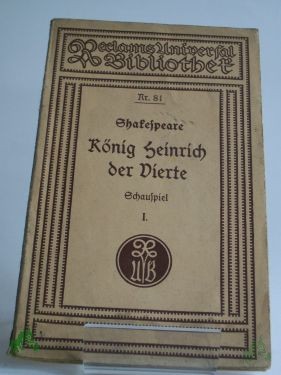 Reclams Universal
Bibliothek
Nr. 81
Shakespeare
König Heinrich
der Vierte
Schauspiel
I.
RUB